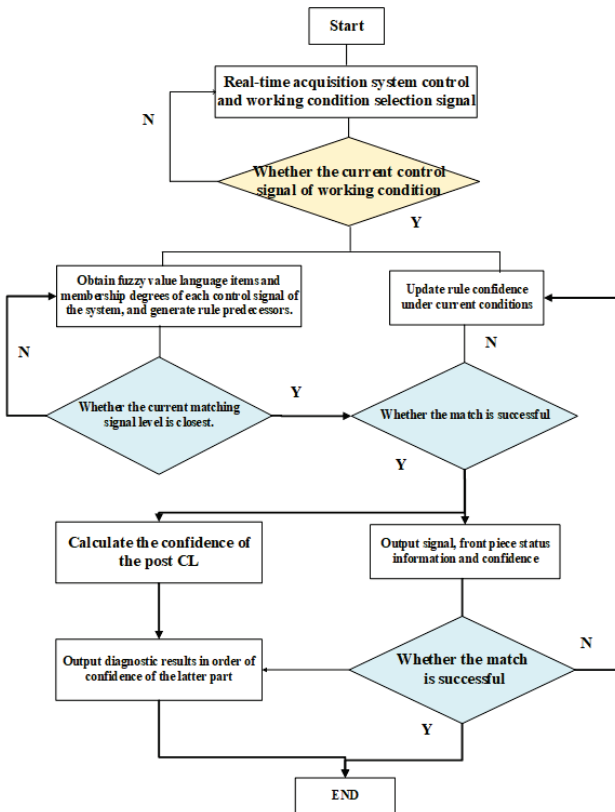 Start
Real-time acquisition system control
and working condition selection signal
N
Whether the current control
signal of working condition
Y
Obtain fuzzy value language items and
membership degrees of each control signal of
the system, and generate rule predecessors.
Update rule confidence
under current conditions
N
N
Y
Whether the current matching
signal level is closest.
Whether the match is successful
Y
Calculate the confidence of
the post CL
Output signal, front piece status
information and confidence
N
Output diagnostic results in order of
confidence of the latter part
Whether the match
is successful
Y
END